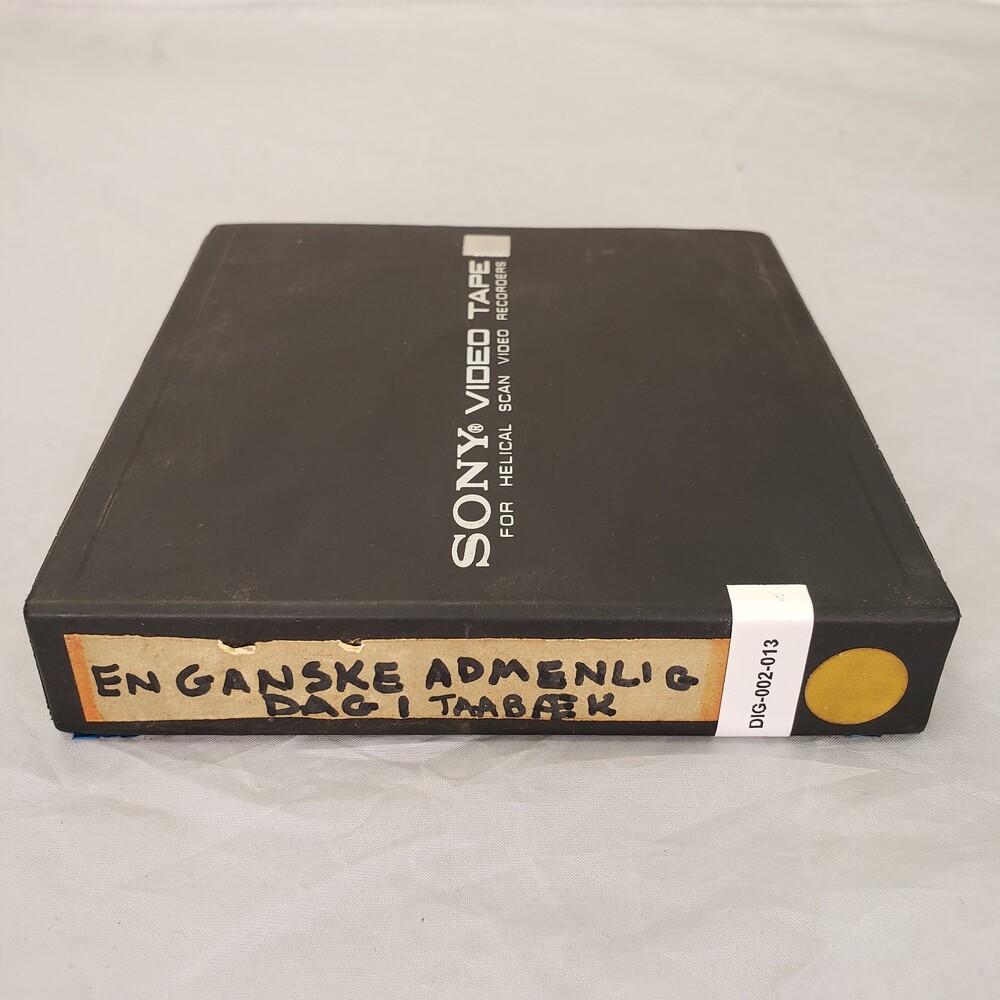 SONY® VIDEO TAPE
FOR HELICAL SCAN VIDEO RECORDERS
EN GANSKE ADMENLIG
DAG I TAABÆK
DIG-002-013